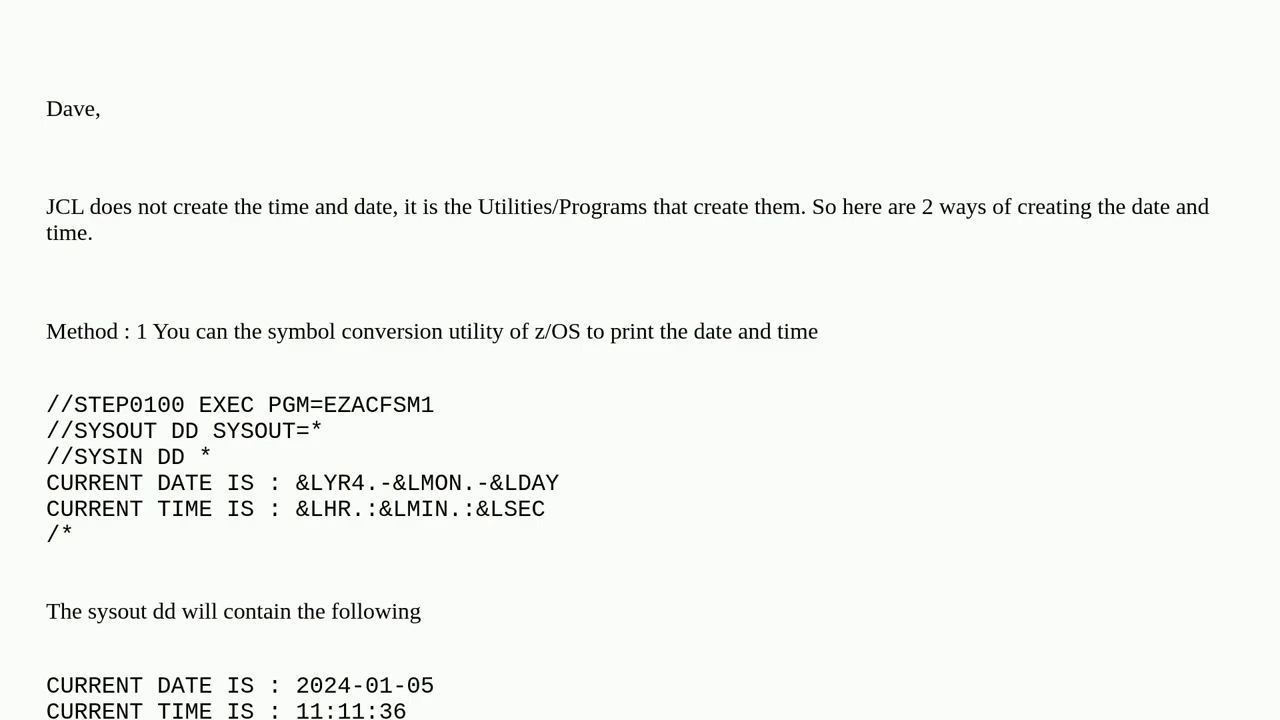 Dave,
JCL does not create the time and date, it is the Utilities/Programs that create them. So here are 2 ways of creating the date and
time.
Method : 1 You can the symbol conversion utility of z/OS to print the date and time
//STEP0100 EXEC PGM=EZACFSM1
//SYSOUT DD SYSOUT=*
//SYSIN DD *
CURRENT DATE IS : &LYR4.-&LMON.-&LDAY
CURRENT TIME IS : &LHR.:&LMIN.:&LSEC
/*
The sysout dd will contain the following
CURRENT DATE IS : 2024-01-05
CURRENT TIME IS : 11:11:36